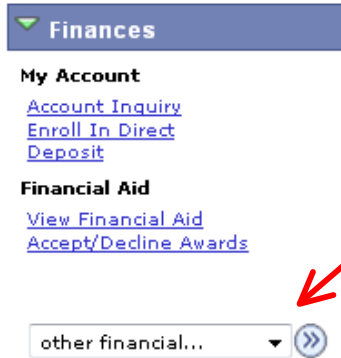 Finances
My Account
Account Inquiry
Enroll In Direct
Deposit
Financial Aid
View Financial Aid
Accept/Decline Awards
other financial...